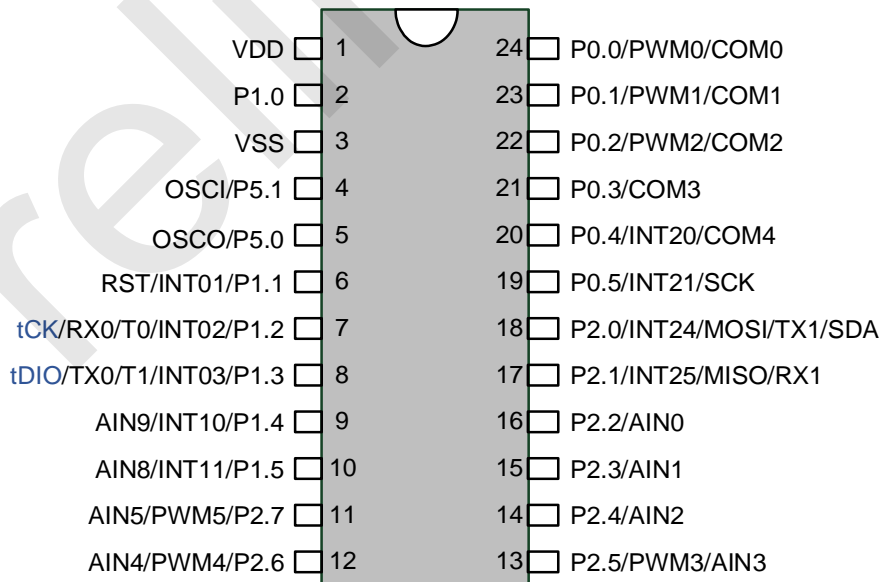 VDD 1 24 P0.0/PWM0/COM0
P1.0 2 23 P0.1/PWM1/COM1
VSS 3 22 P0.2/PWM2/COM2
OSCI/P5.1 4 21 P0.3/COM3
OSCO/P5.0 5 20 P0.4/INT20/COM4
RST/INT01/P1.1 6 19 P0.5/INT21/SCK
tCK/RX0/T0/INT02/P1.2 7 18 P2.0/INT24/MOSI/TX1/SDA
tDIO/TX0/T1/INT03/P1.3 8 17 P2.1/INT25/MISO/RX1
AIN9/INT10/P1.4 9 16 P2.2/AIN0
AIN8/INT11/P1.5 10 15 P2.3/AIN1
AIN5/PWM5/P2.7 11 14 P2.4/AIN2
AIN4/PWM4/P2.6 12 13 P2.5/PWM3/AIN3